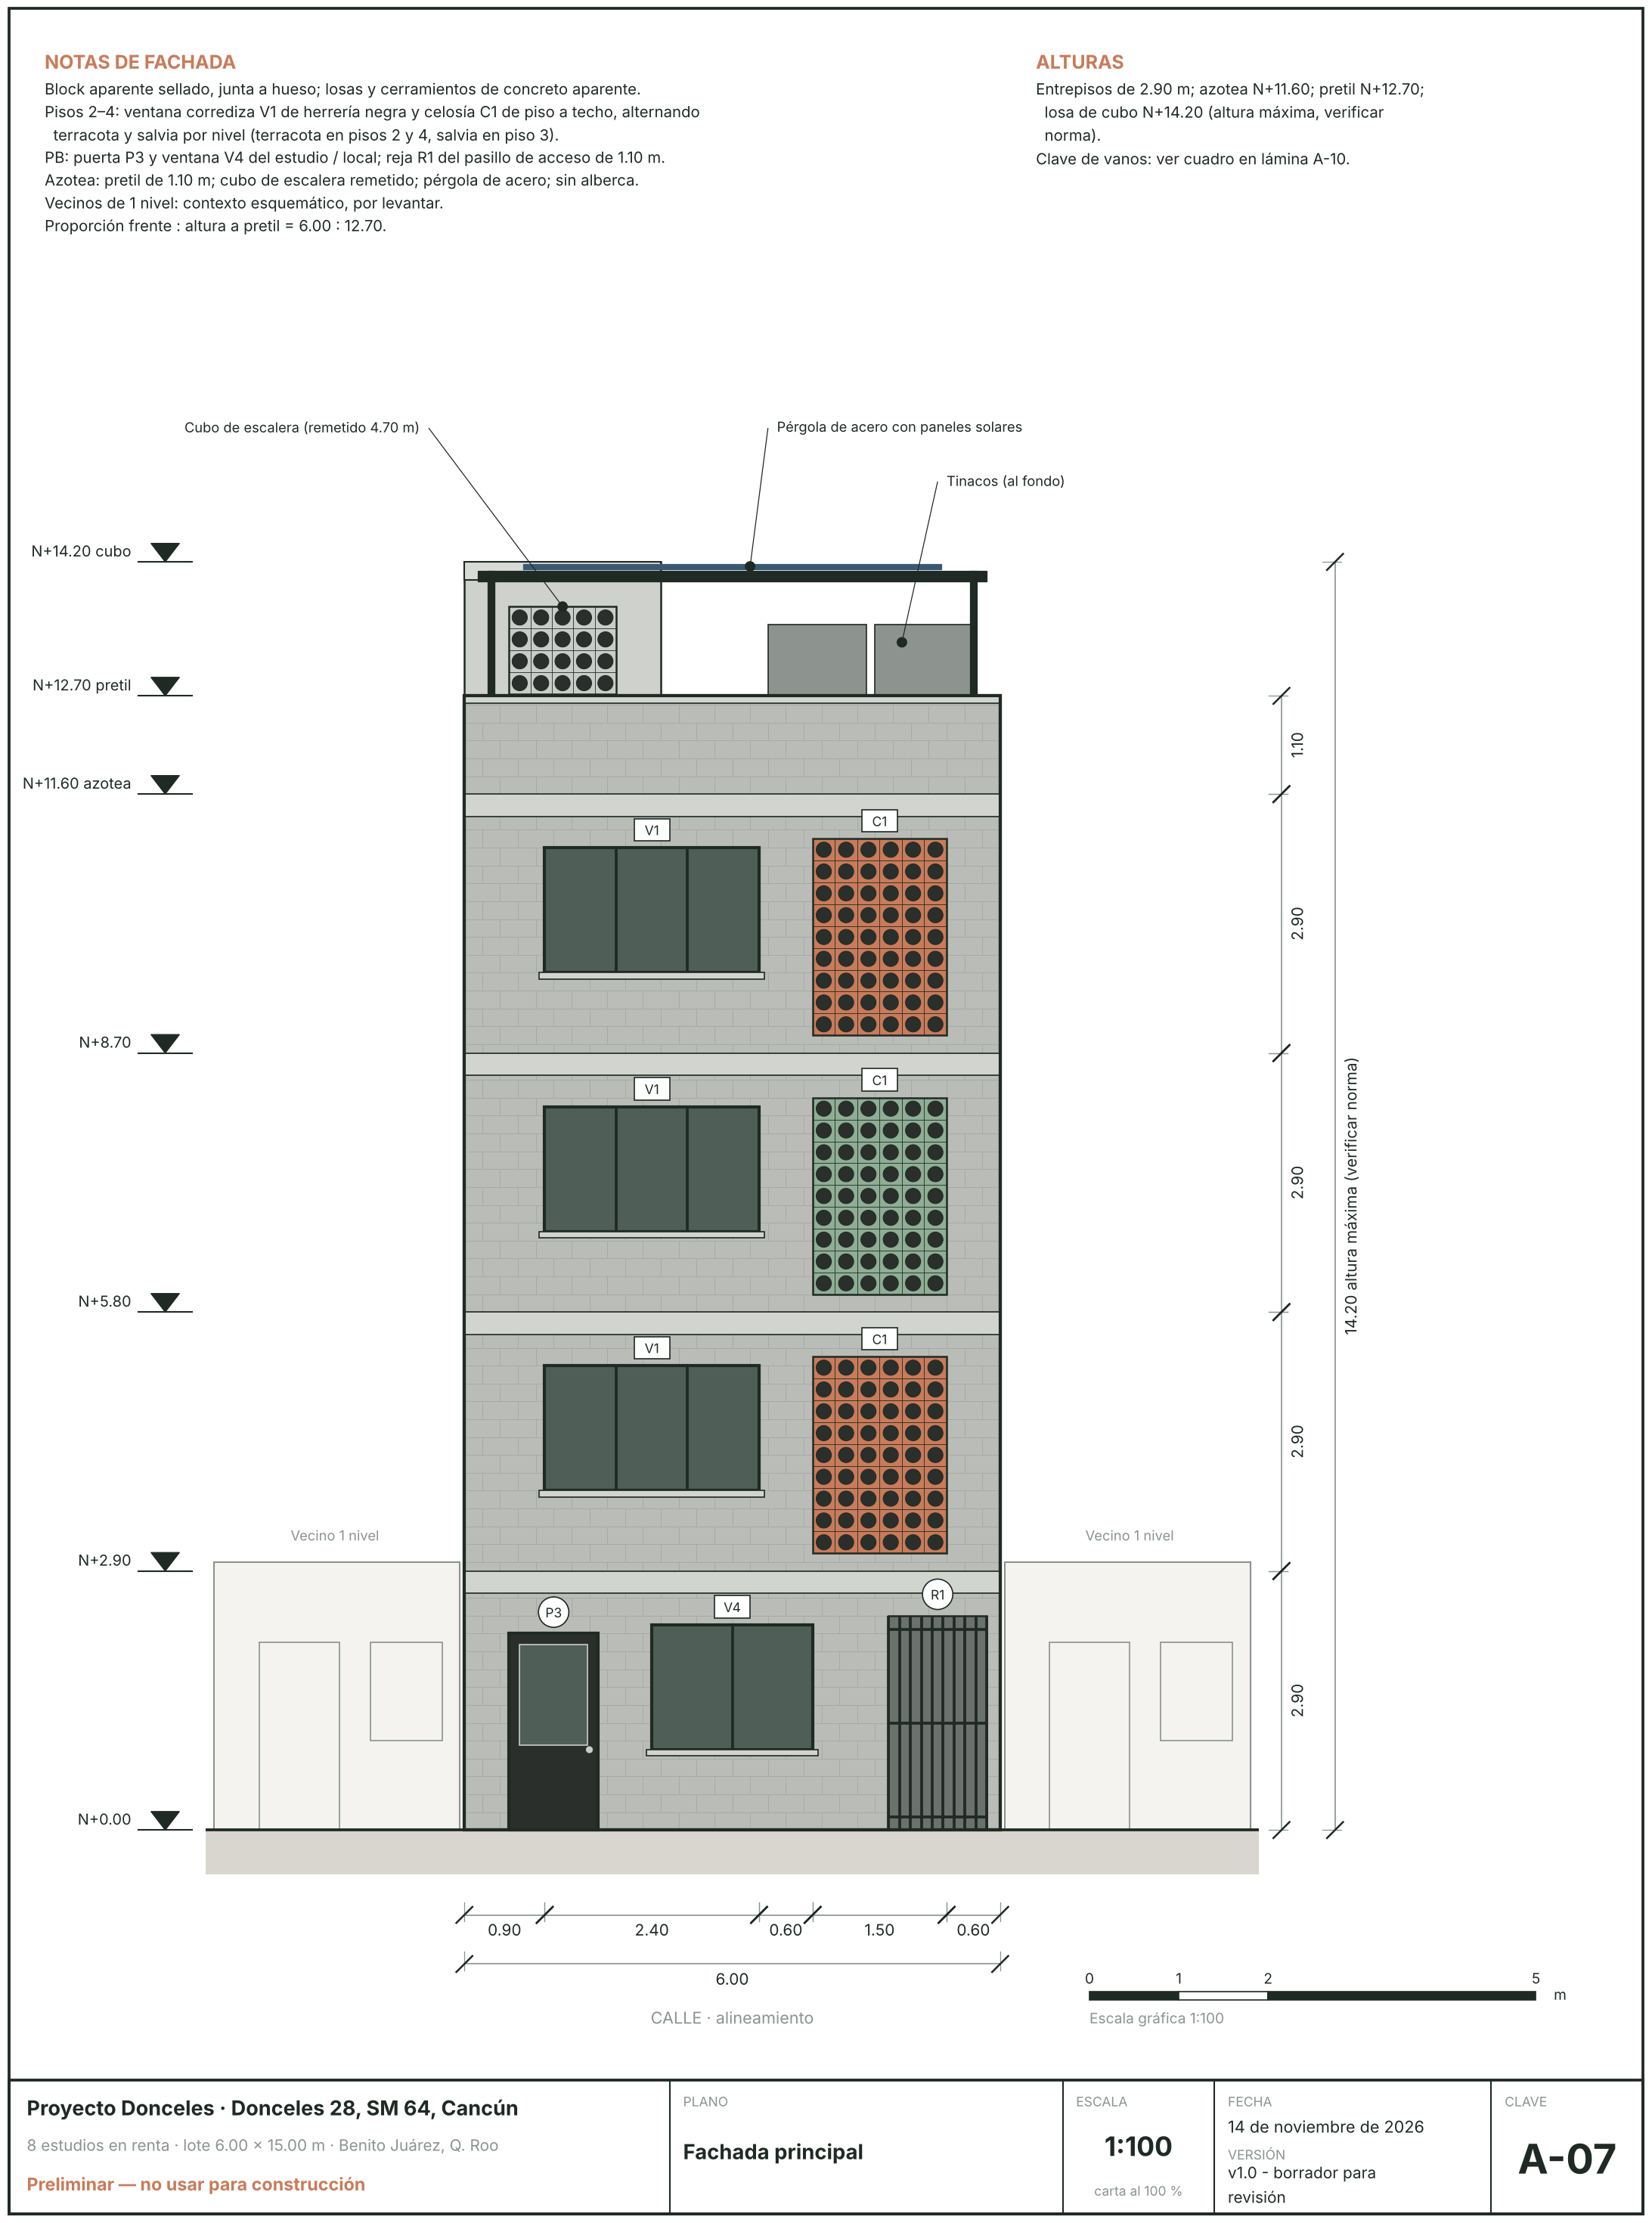 NOTAS DE FACHADA
Block aparente sellado, junta a hueso; losas y cerramientos de concreto aparente.
Pisos 2–4: ventana corrediza V1 de herrería negra y celosía C1 de piso a techo, alternando
terracota y salvia por nivel (terracota en pisos 2 y 4, salvia en piso 3).
PB: puerta P3 y ventana V4 del estudio / local; reja R1 del pasillo de acceso de 1.10 m.
Azotea: pretil de 1.10 m; cubo de escalera remetido; pérgola de acero; sin alberca.
Vecinos de 1 nivel: contexto esquemático, por levantar.
Proporción frente : altura a pretil = 6.00 : 12.70.
ALTURAS
Entrepisos de 2.90 m; azotea N+11.60; pretil N+12.70;
losa de cubo N+14.20 (altura máxima, verificar
norma).
Clave de vanos: ver cuadro en lámina A-10.
Cubo de escalera (remetido 4.70 m)
Pérgola de acero con paneles solares
Tinacos (al fondo)
N+14.20 cubo
N+12.70 pretil
1.10
N+11.60 azotea
V1
C1
2.90
N+8.70
V1
C1
2.90
14.20 altura máxima (verificar norma)
N+5.80
V1
C1
2.90
Vecino 1 nivel
Vecino 1 nivel
N+2.90
P3
V4
R1
2.90
N+0.00
0.90
2.40
0.60
1.50
0.60
6.00
CALLE · alineamiento
0
1
2
5
m
Escala gráfica 1:100
Proyecto Donceles · Donceles 28, SM 64, Cancún
8 estudios en renta · lote 6.00 × 15.00 m · Benito Juárez, Q. Roo
Preliminar — no usar para construcción
PLANO
Fachada principal
ESCALA
1:100
carta al 100 %
FECHA
14 de noviembre de 2026
VERSIÓN
v1.0 - borrador para
revisión
CLAVE
A-07